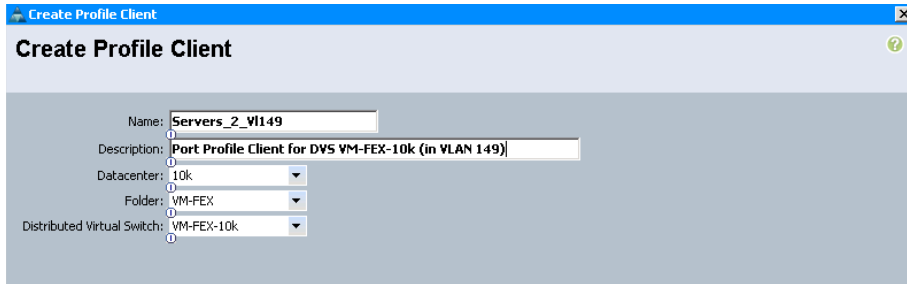 Create Profile Client
Create Profile Client
Name: Servers_2_Vl149
Description: Port Profile Client for DVS VM-FEX-10k (in VLAN 149)
Datacenter: 10k
Folder: VM-FEX
Distributed Virtual Switch: VM-FEX-10k